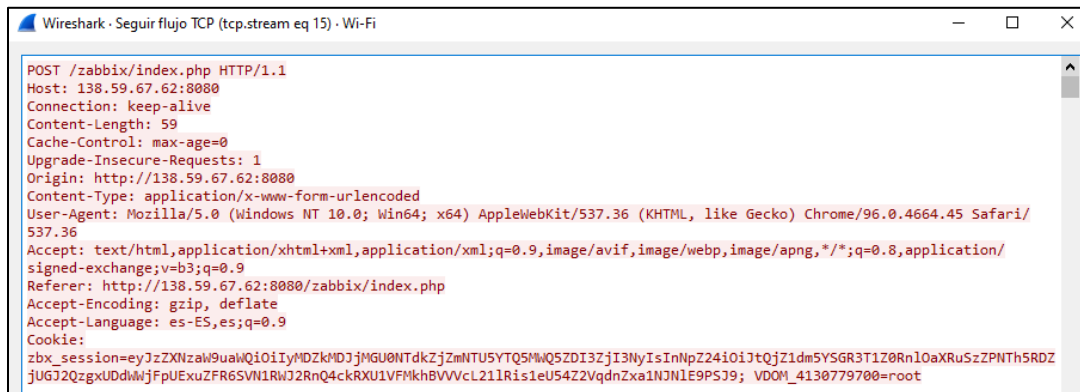 Wireshark · Seguir flujo TCP (tcp.stream eq 15) · Wi-Fi
POST /zabbix/index.php HTTP/1.1
Host: 138.59.67.62:8080
Connection: keep-alive
Content-Length: 59
Cache-Control: max-age=0
Upgrade-Insecure-Requests: 1
Origin: http://138.59.67.62:8080
Content-Type: application/x-www-form-urlencoded
User-Agent: Mozilla/5.0 (Windows NT 10.0; Win64; x64) AppleWebKit/537.36 (KHTML, like Gecko) Chrome/96.0.4664.45 Safari/
537.36
Accept: text/html,application/xhtml+xml,application/xml;q=0.9,image/avif,image/webp,image/apng,*/*;q=0.8,application/
signed-exchange;v=b3;q=0.9
Referer: http://138.59.67.62:8080/zabbix/index.php
Accept-Encoding: gzip, deflate
Accept-Language: es-ES,es;q=0.9
Cookie:
VDOM_4130779700=root